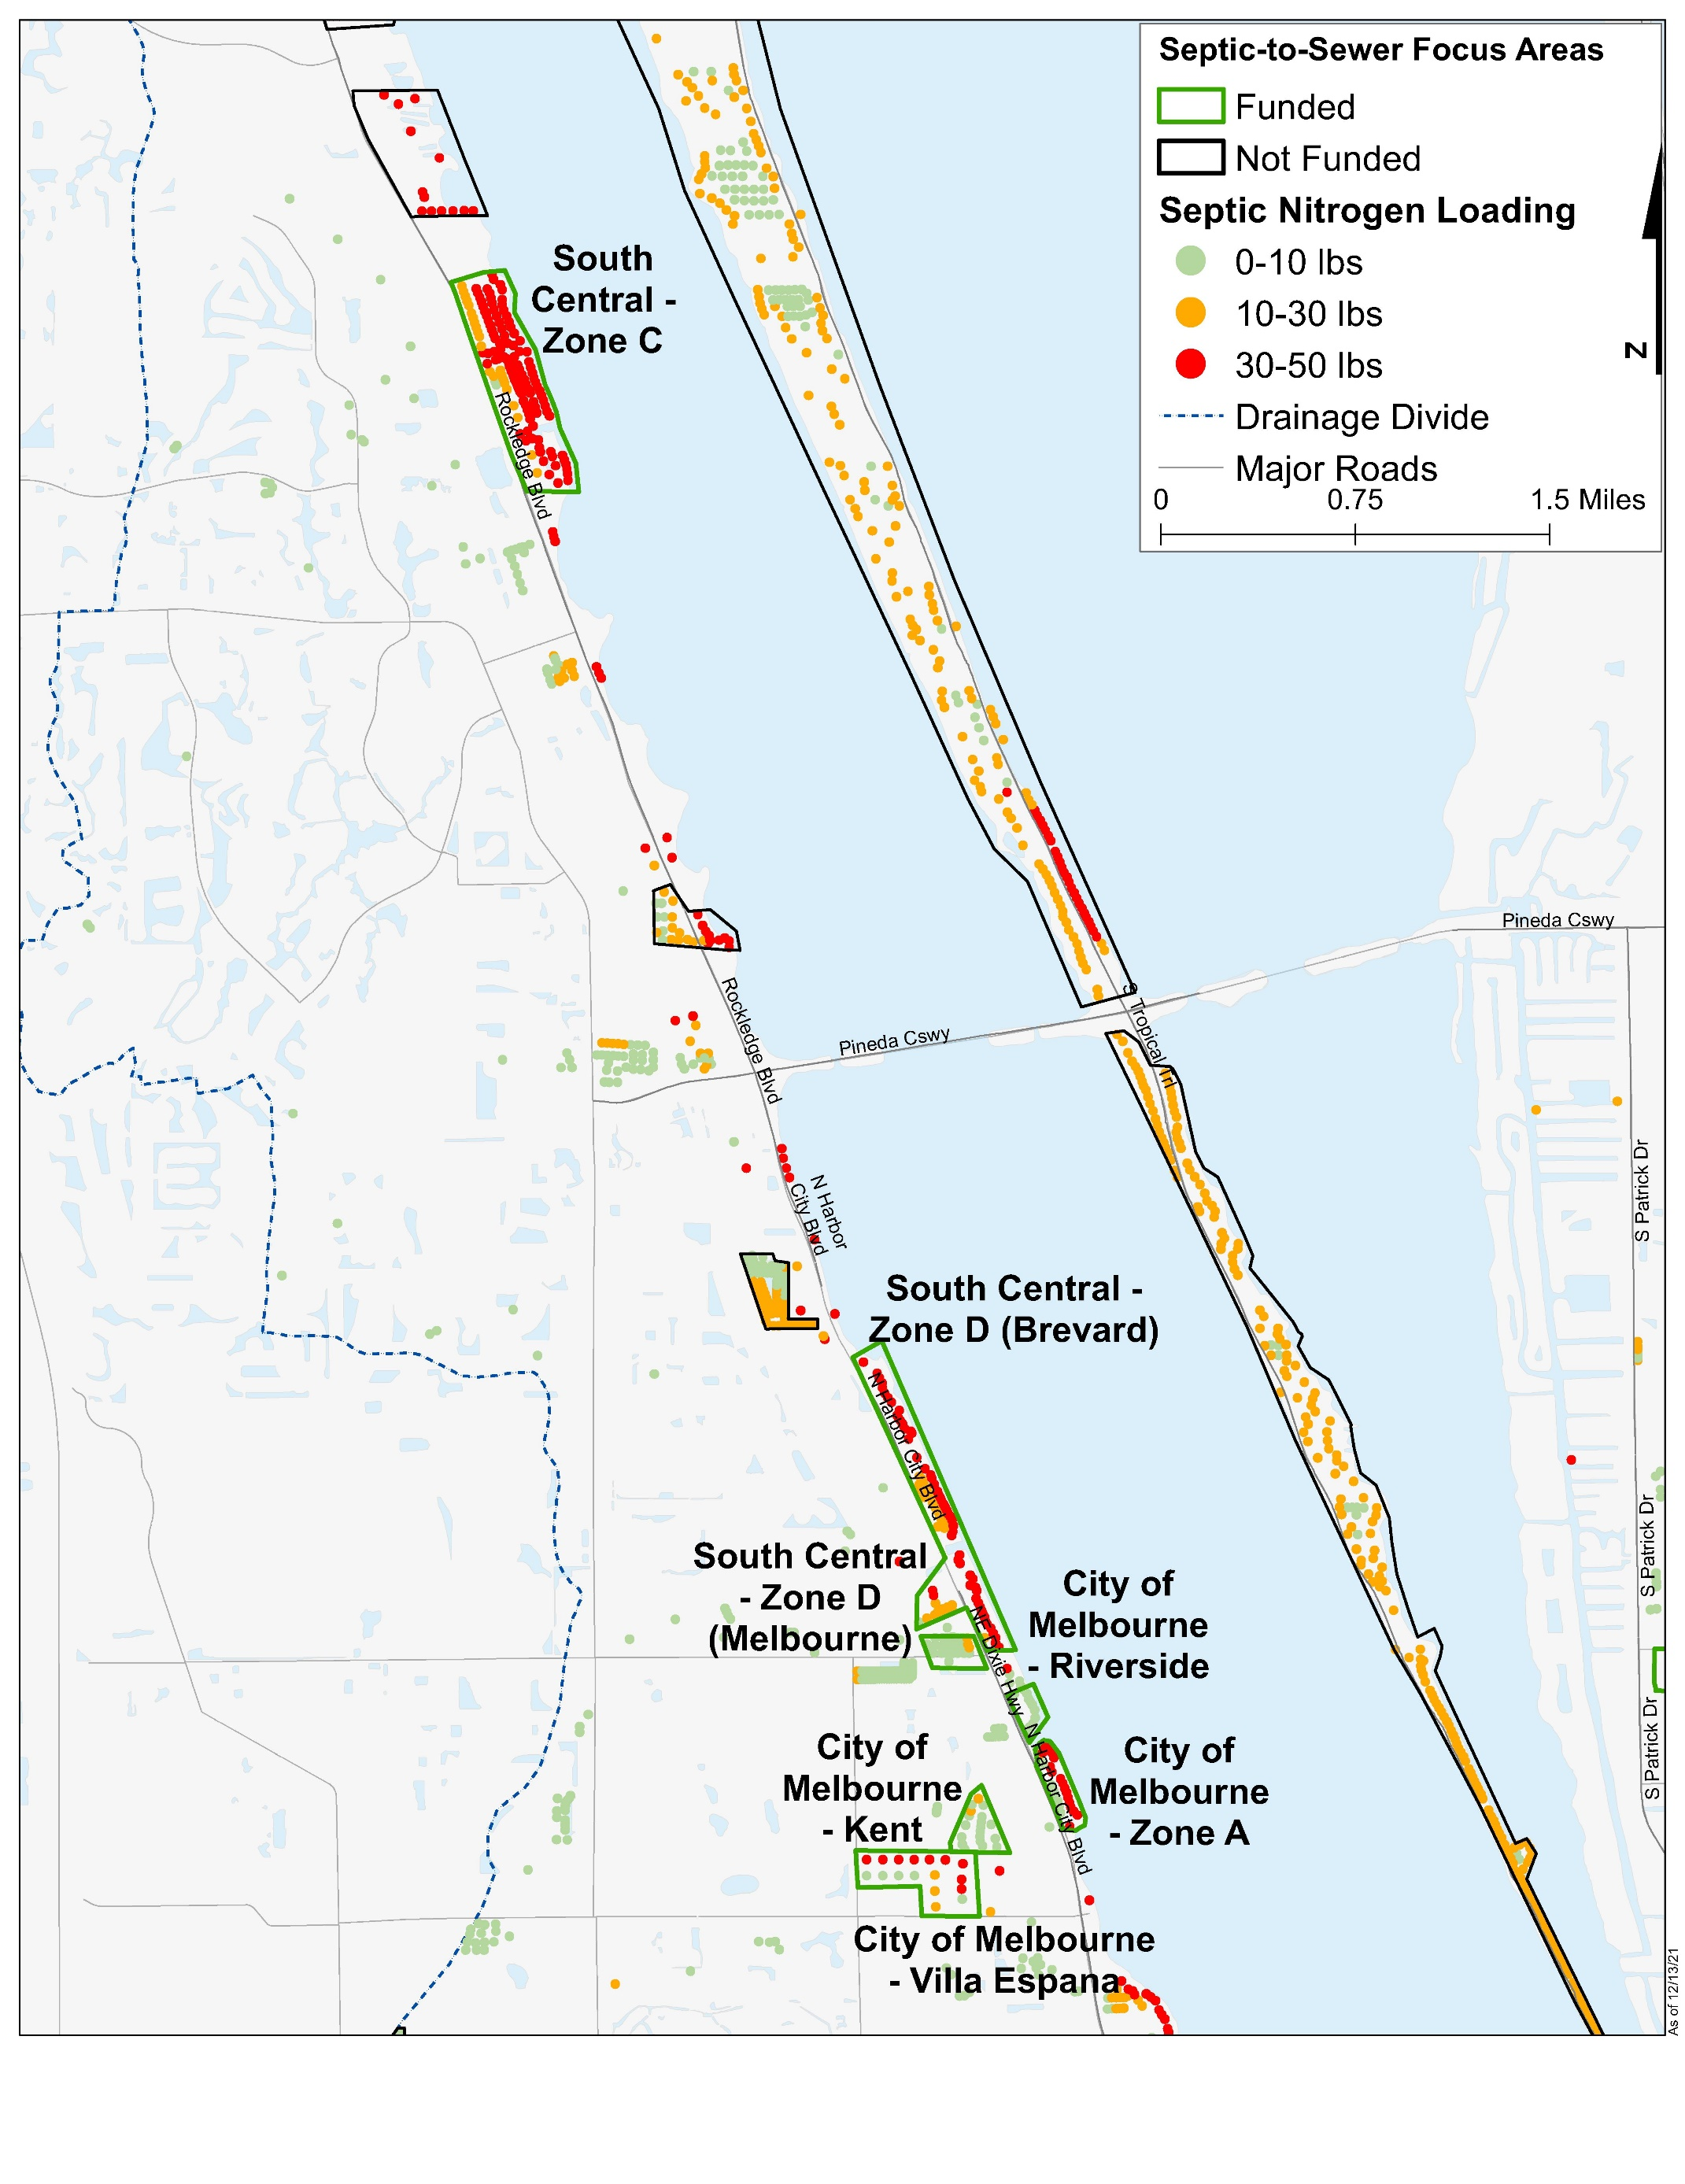 Septic-to-Sewer Focus Areas
Funded
Not Funded
Septic Nitrogen Loading
0-10 lbs
10-30 lbs
30-50 lbs
Drainage Divide
Major Roads
0 0.75 1.5 Miles
N
South
Central -
Zone C
Rockledge Blvd
Pineda Cswy
S Tropical Trl
Rockledge Blvd
Pineda Cswy
N Harbor
City Blvd
S Patrick Dr
South Central -
Zone D (Brevard)
N Harbor City Blvd
S Patrick Dr
South Central
- Zone D
(Melbourne)
City of
Melbourne
- Riverside
NE Dixie Hwy
S Patrick Dr
City of
Melbourne
- Kent
N Harbor City Blvd
City of
Melbourne
- Zone A
City of Melbourne
- Villa Espana
As of 12/13/21